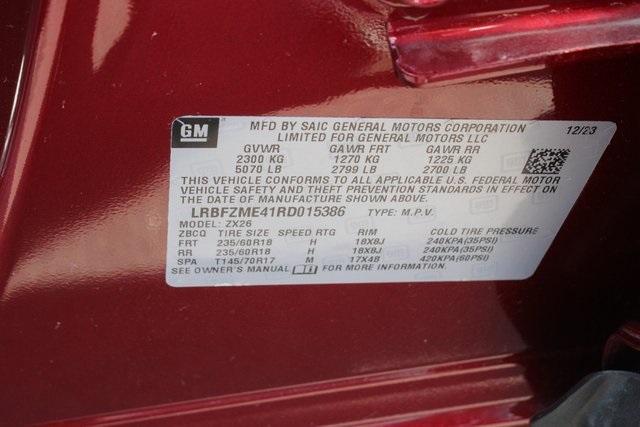 GM
MFD BY SAIC GENERAL MOTORS CORPORATION 12/23
LIMITED FOR GENERAL MOTORS LLC
GVWR GAWR FRT GAWR RR
2300 KG 1270 KG 1225 KG
5070 LB 2799 LB 2700 LB
THIS VEHICLE CONFORMS TO ALL APPLICABLE U.S. FEDERAL MOTOR
VEHICLE SAFETY AND THEFT PREVENTION STANDARDS IN EFFECT ON
THE DATE OF MANUFACTURE SHOWN ABOVE.
LRBFZME41RD015386 TYPE: M.P.V.
MODEL: ZX26
ZBCQ TIRE SIZE SPEED RTG RIM COLD TIRE PRESSURE
FRT 235/60R18 H 18X8J 240KPA(35PSI)
RR 235/60R18 H 18X8J 240KPA(35PSI)
SPA T145/70R17 M 17X4B 420KPA(60PSI)
SEE OWNER'S MANUAL FOR MORE INFORMATION.